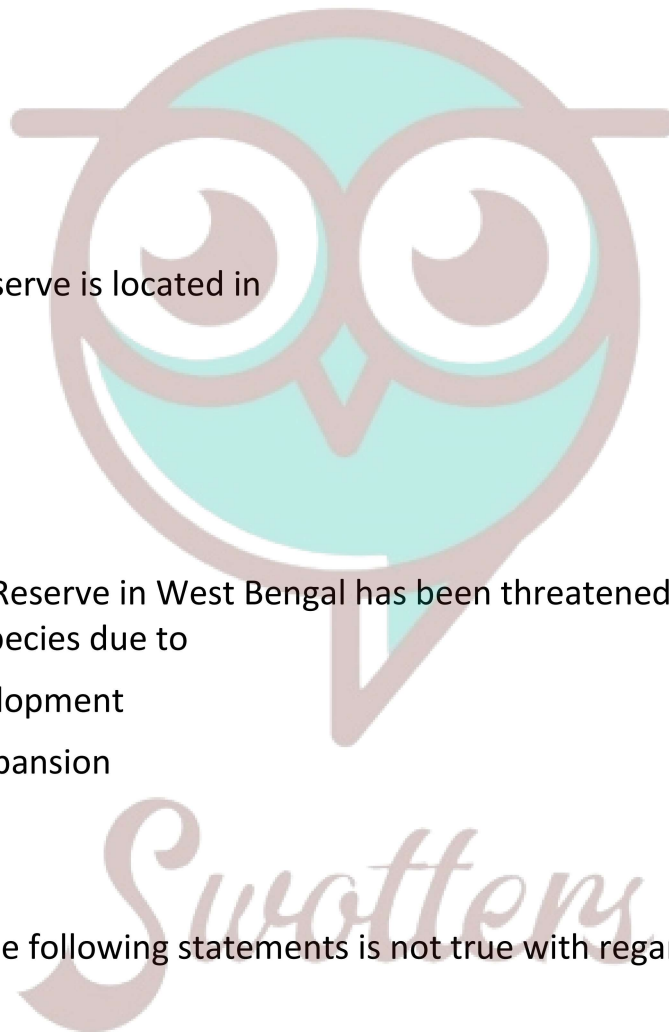 serve is located in
Reserve in West Bengal has been threatened
pecies due to
lopment
pansion
e following statements is not true with regar
Swotters